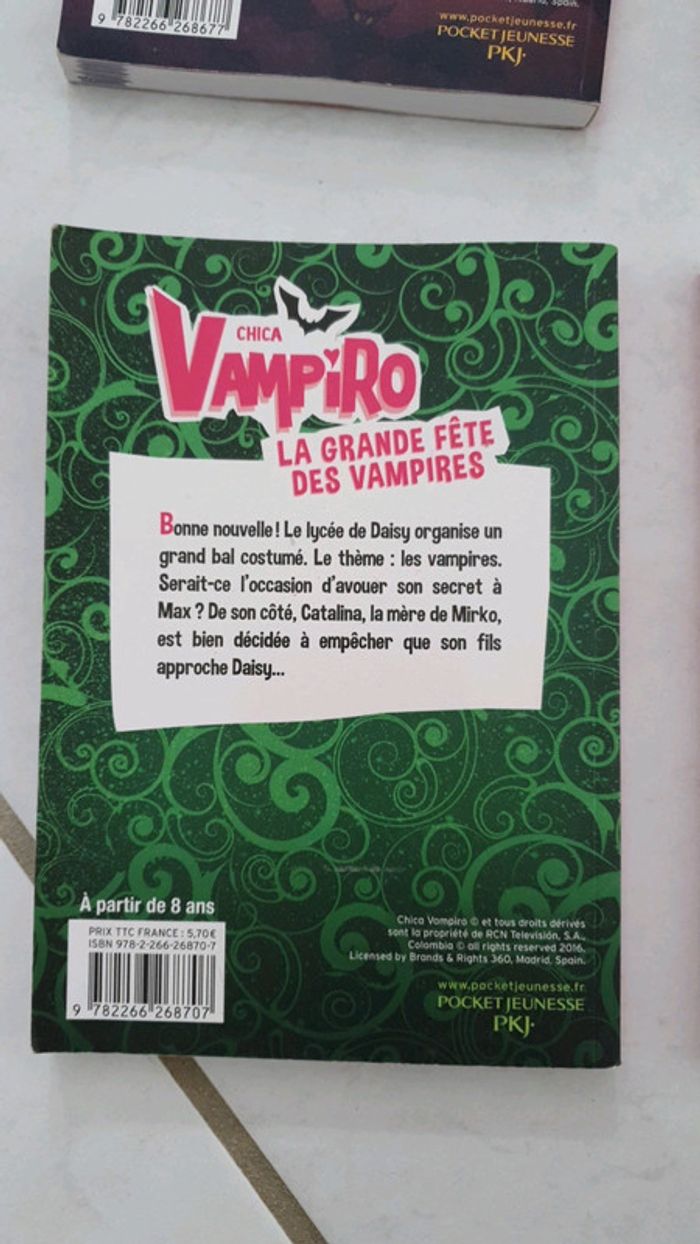 9 782266 268677
www.pocketjeunesse.fr
POCKET JEUNESSE
PKJ·
CHICA
VAMPIRO
LA GRANDE FÊTE
DES VAMPIRES
Bonne nouvelle ! Le lycée de Daisy organise un
grand bal costumé. Le thème : les vampires.
Serait-ce l'occasion d'avouer son secret à
Max ? De son côté, Catalina, la mère de Mirko,
est bien décidée à empêcher que son fils
approche Daisy...
À partir de 8 ans
PRIX TTC FRANCE : 5,70 €
ISBN 978-2-266-26870-7
9 782266 268707
Chica Vampiro © et tous droits dérivés
sont la propriété de RCN Televisión, S.A.,
Colombia © all rights reserved 2016.
Licensed by Brands & Rights 360, Madrid, Spain.
www.pocketjeunesse.fr
POCKET JEUNESSE
PKJ·